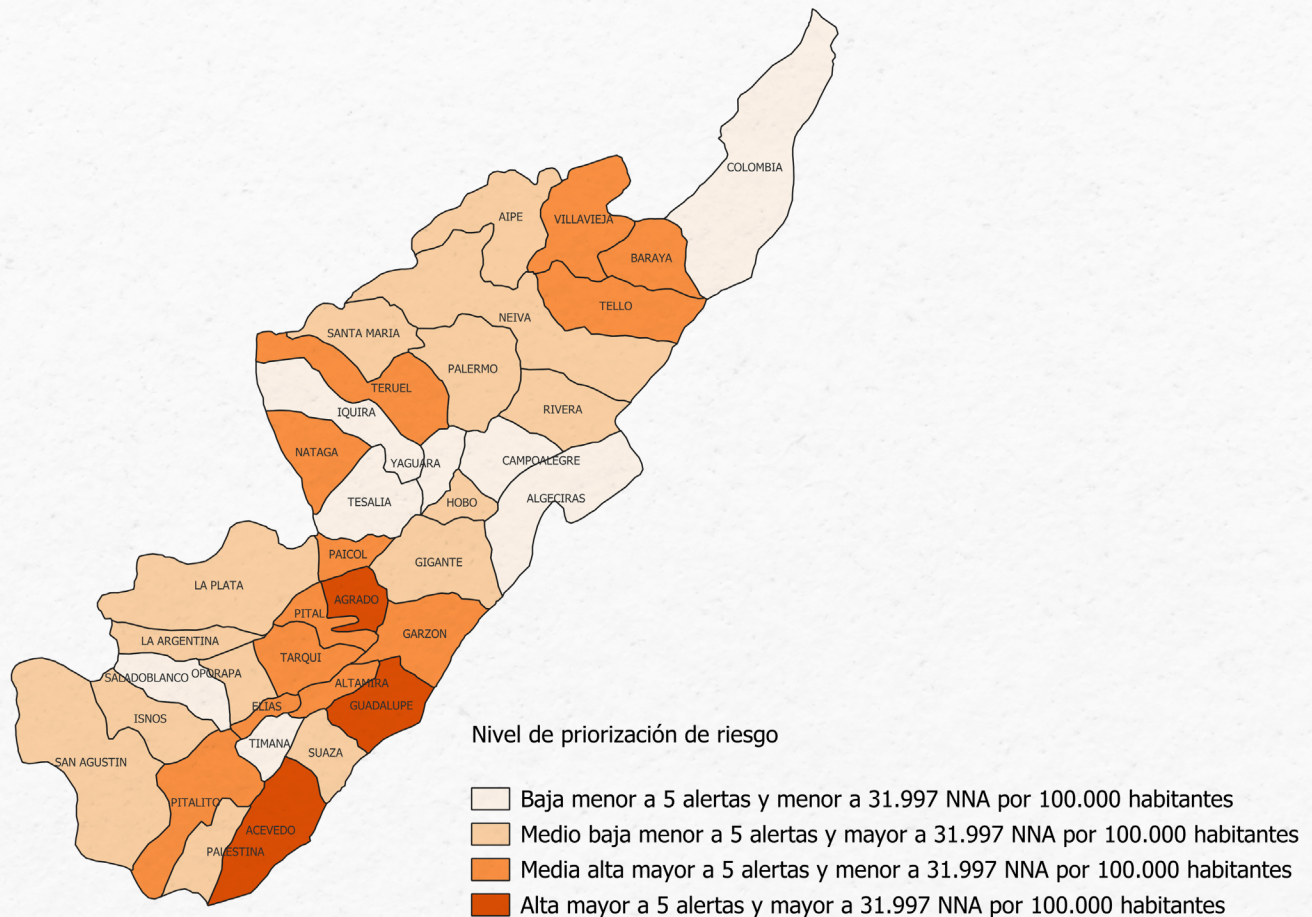 COLOMBIA
AIPE
VILLAVIEJA
BARAYA
TELLO
NEIVA
SANTA MARIA
PALERMO
TERUEL
RIVERA
IQUIRA
NATAGA
YAGUARA
CAMPOALEGRE
TESALIA
HOBO
ALGECIRAS
PAICOL
GIGANTE
LA PLATA
AGRADO
PITAL
GARZON
LA ARGENTINA
TARQUI
SALADOBLANCO
OPORAPA
ALTAMIRA
ELIAS
GUADALUPE
ISNOS
TIMANA
SUAZA
SAN AGUSTIN
PITALITO
ACEVEDO
PALESTINA
Nivel de priorización de riesgo
Baja menor a 5 alertas y menor a 31.997 NNA por 100.000 habitantes
Medio baja menor a 5 alertas y mayor a 31.997 NNA por 100.000 habitantes
Media alta mayor a 5 alertas y menor a 31.997 NNA por 100.000 habitantes
Alta mayor a 5 alertas y mayor a 31.997 NNA por 100.000 habitantes